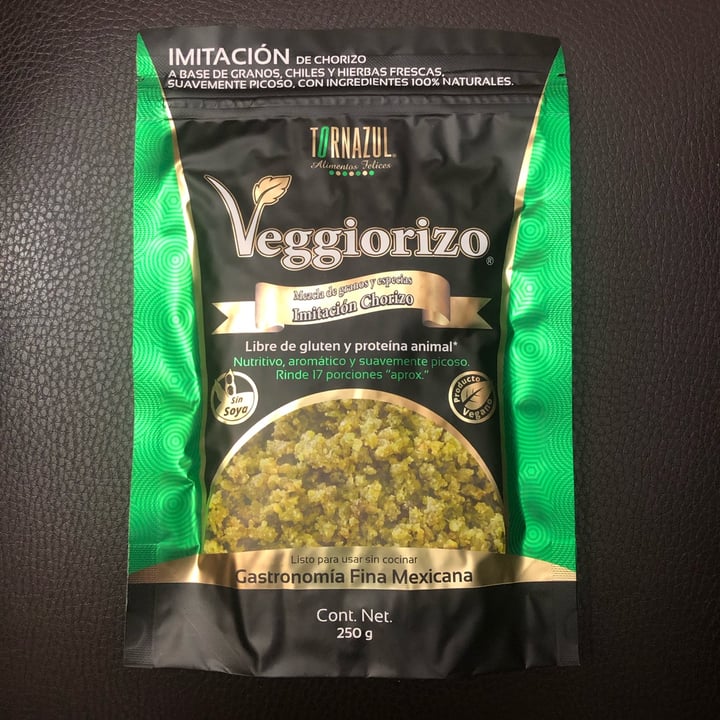 IMITACIÓN DE CHORIZO
A BASE DE GRANOS, CHILES Y HIERBAS FRESCAS,
SUAVEMENTE PICOSO, CON INGREDIENTES 100% NATURALES.
TORNAZUL®
Alimentos Felices
Veggiorizo®
Mezcla de granos y especias
Imitación Chorizo
Libre de gluten y proteína animal*
Nutritivo, aromático y suavemente picoso.
Rinde 17 porciones "aprox."
Sin
Soya
Producto
Vegano
Listo para usar sin cocinar
Gastronomía Fina Mexicana
Cont. Net.
250 g